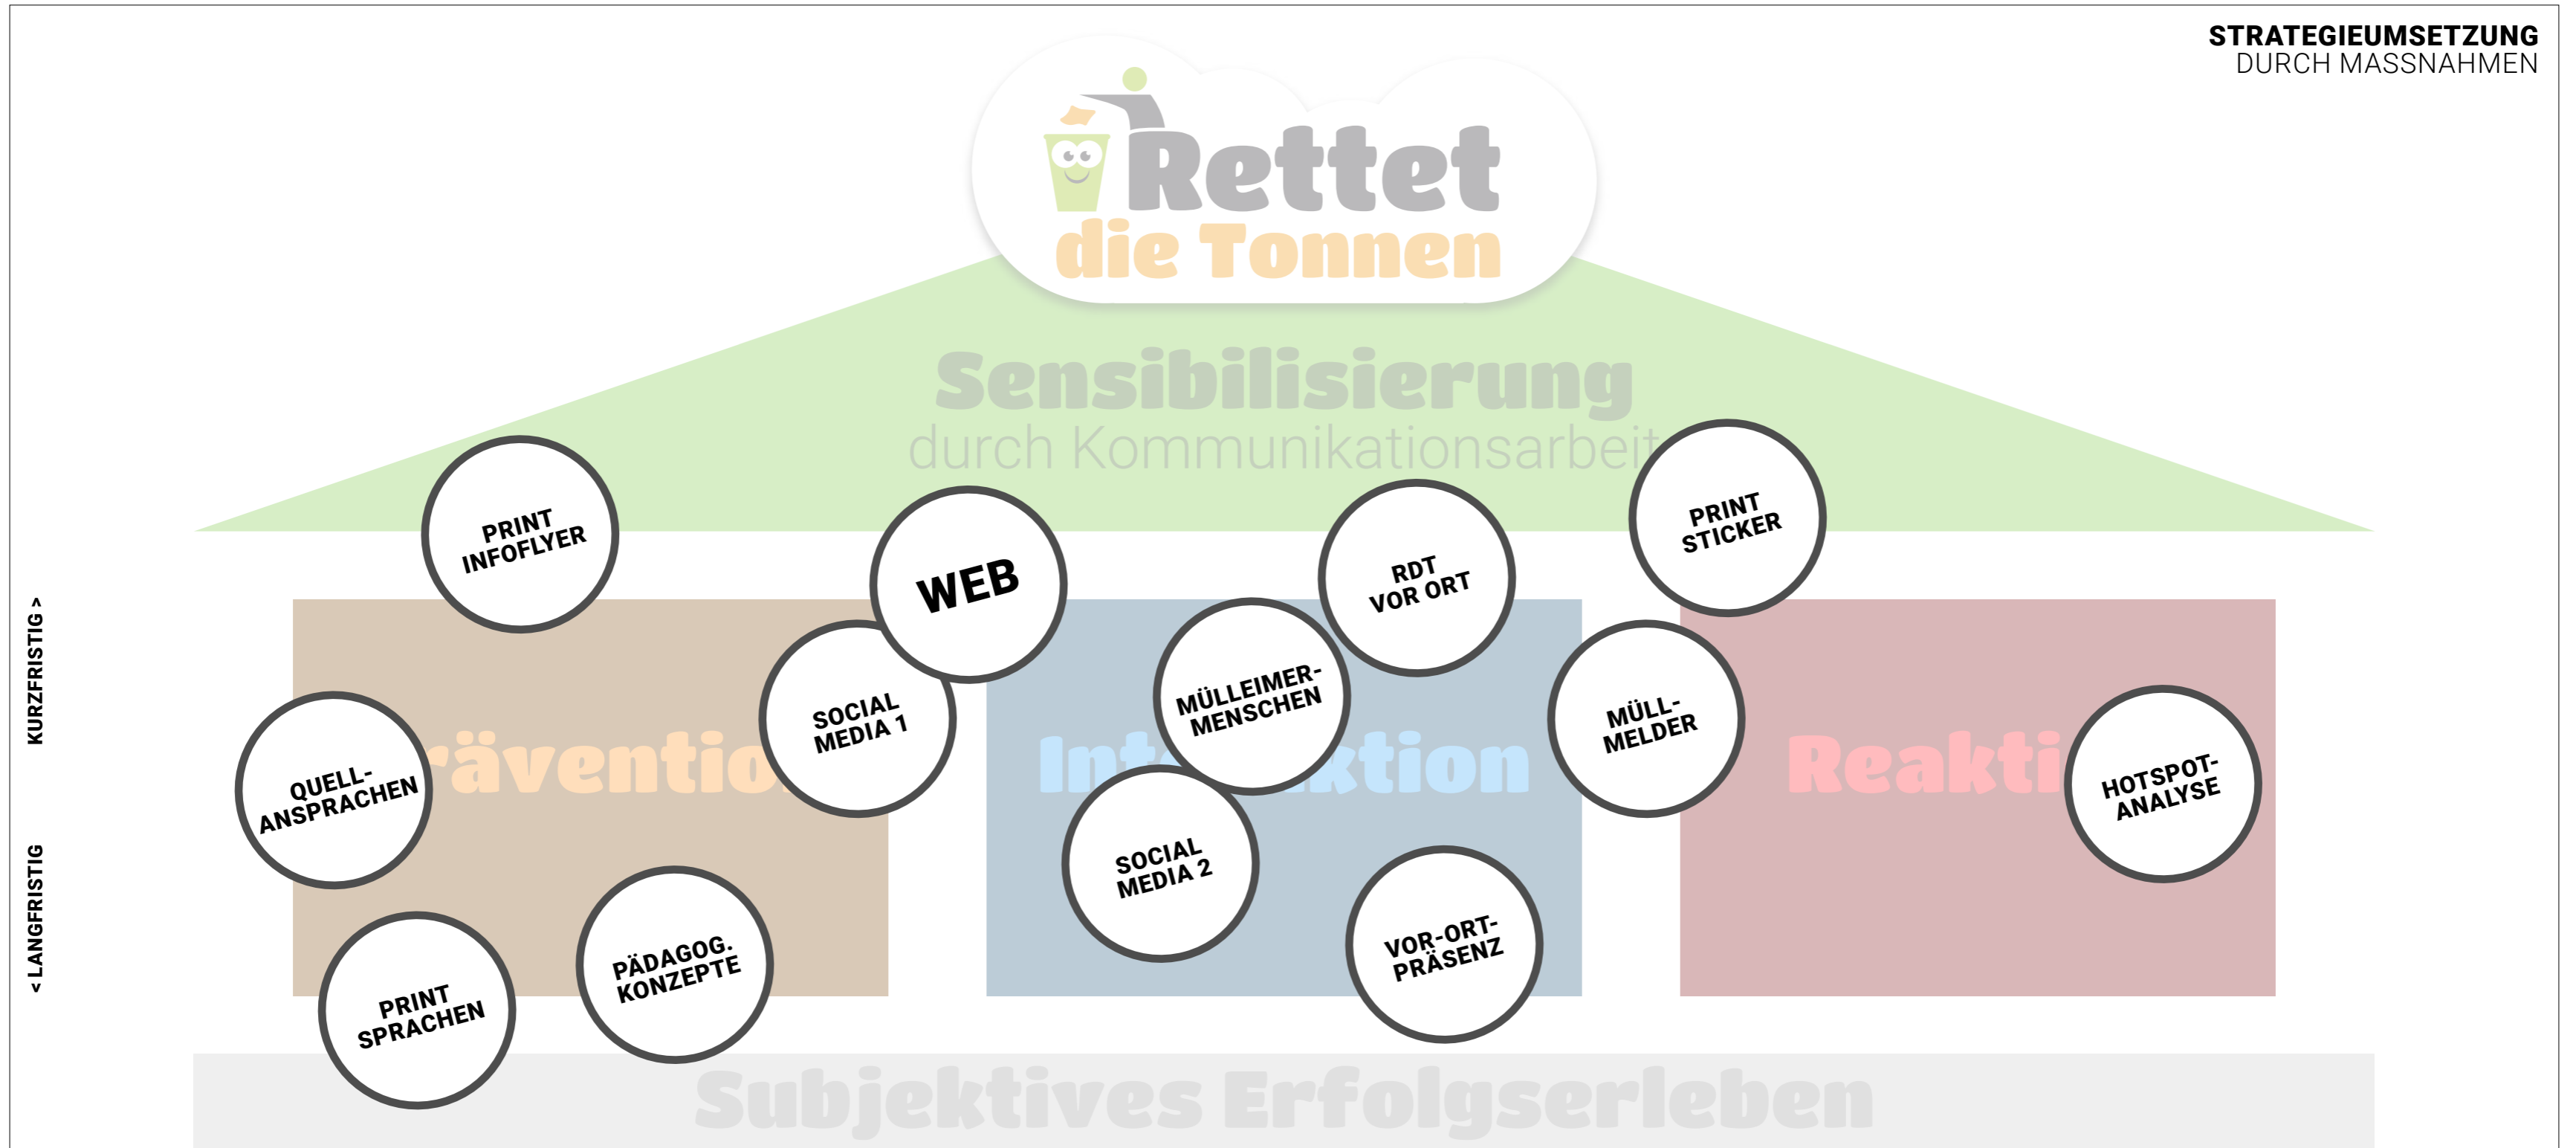 STRATEGIEUMSETZUNG
DURCH MASSNAHMEN
Rettet
die Tonnen
Sensibilisierung
durch Kommunikationsarbeit
PRINT
INFOFLYER
WEB
RDT
VOR ORT
PRINT
STICKER
KURZFRISTIG >
< LANGFRISTIG
QUELL-
ANSPRACHEN
rävention
SOCIAL
MEDIA 1
MÜLLEIMER-
MENSCHEN
Interaktion
MÜLL-
MELDER
Reakti
HOTSPOT-
ANALYSE
SOCIAL
MEDIA 2
VOR-ORT-
PRÄSENZ
PÄDAGOG.
KONZEPTE
PRINT
SPRACHEN
Subjektives Erfolgserleben